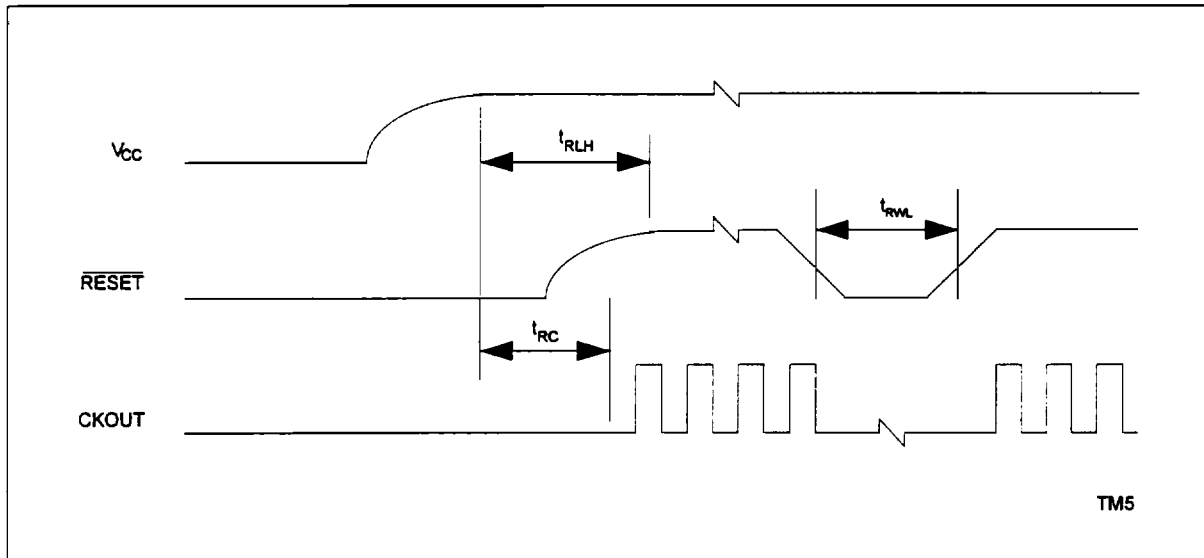 VCC
tRLH
tRWL
RESET
tRC
CKOUT
TM5